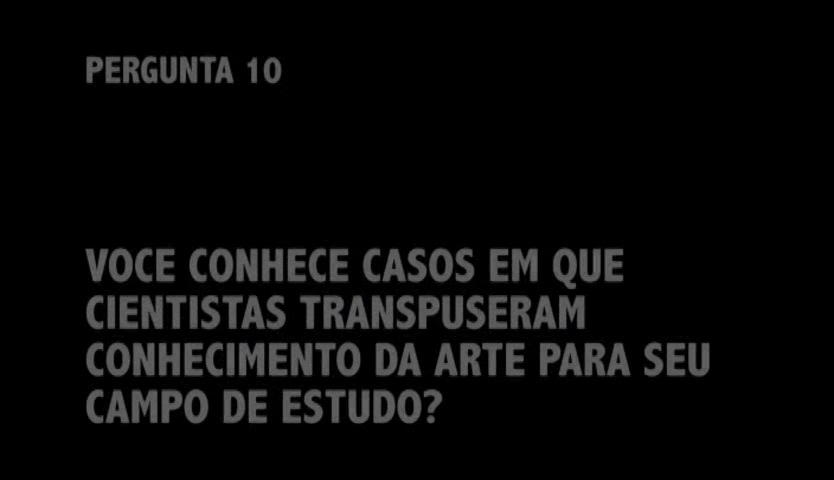 PERGUNTA 10
VOCE CONHECE CASOS EM QUE
CIENTISTAS TRANSPUSERAM
CONHECIMENTO DA ARTE PARA SEU
CAMPO DE ESTUDO?